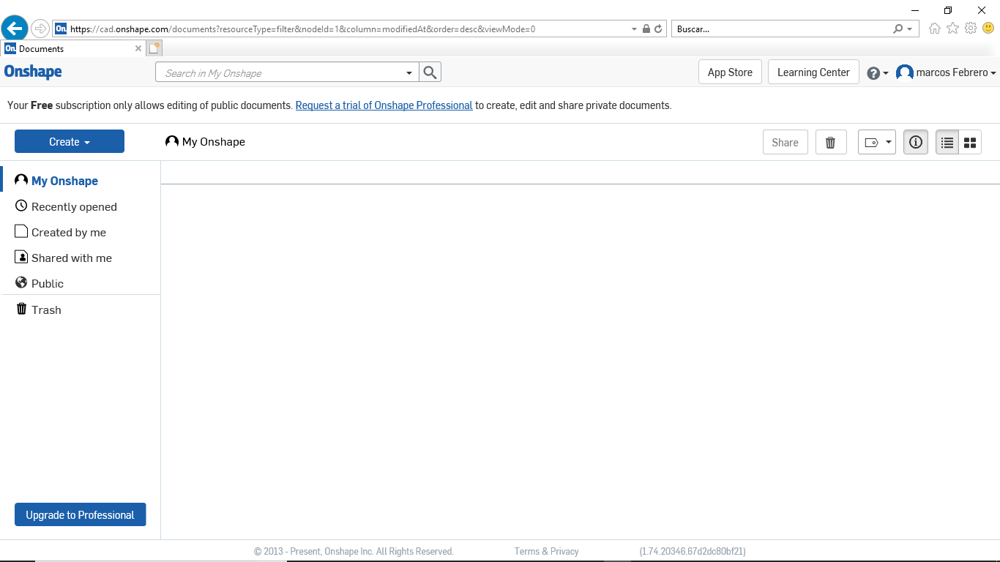 On. https://cad.onshape.com/documents?resourceType=filter&nodeId=1&column=modifiedAt&order=desc&viewMode=0 Buscar...
On. Documents
Onshape Search in My Onshape App Store Learning Center ? marcos Febrero
Your Free subscription only allows editing of public documents. Request a trial of Onshape Professional to create, edit and share private documents.
Create My Onshape Share
My Onshape
Recently opened
Created by me
Shared with me
Public
Trash
Upgrade to Professional
© 2013 - Present, Onshape Inc. All Rights Reserved. Terms & Privacy (1.74.20346.67d2dc80bf21)